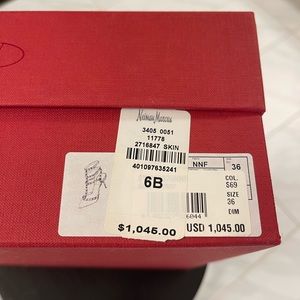 Neiman Marcus
3405 0051
11778
2716847 SKIN
401097635241
6B
$1,045.00
NNF
36
COL.
S69
SIZE
36
DIM
6044
USD 1,045.00